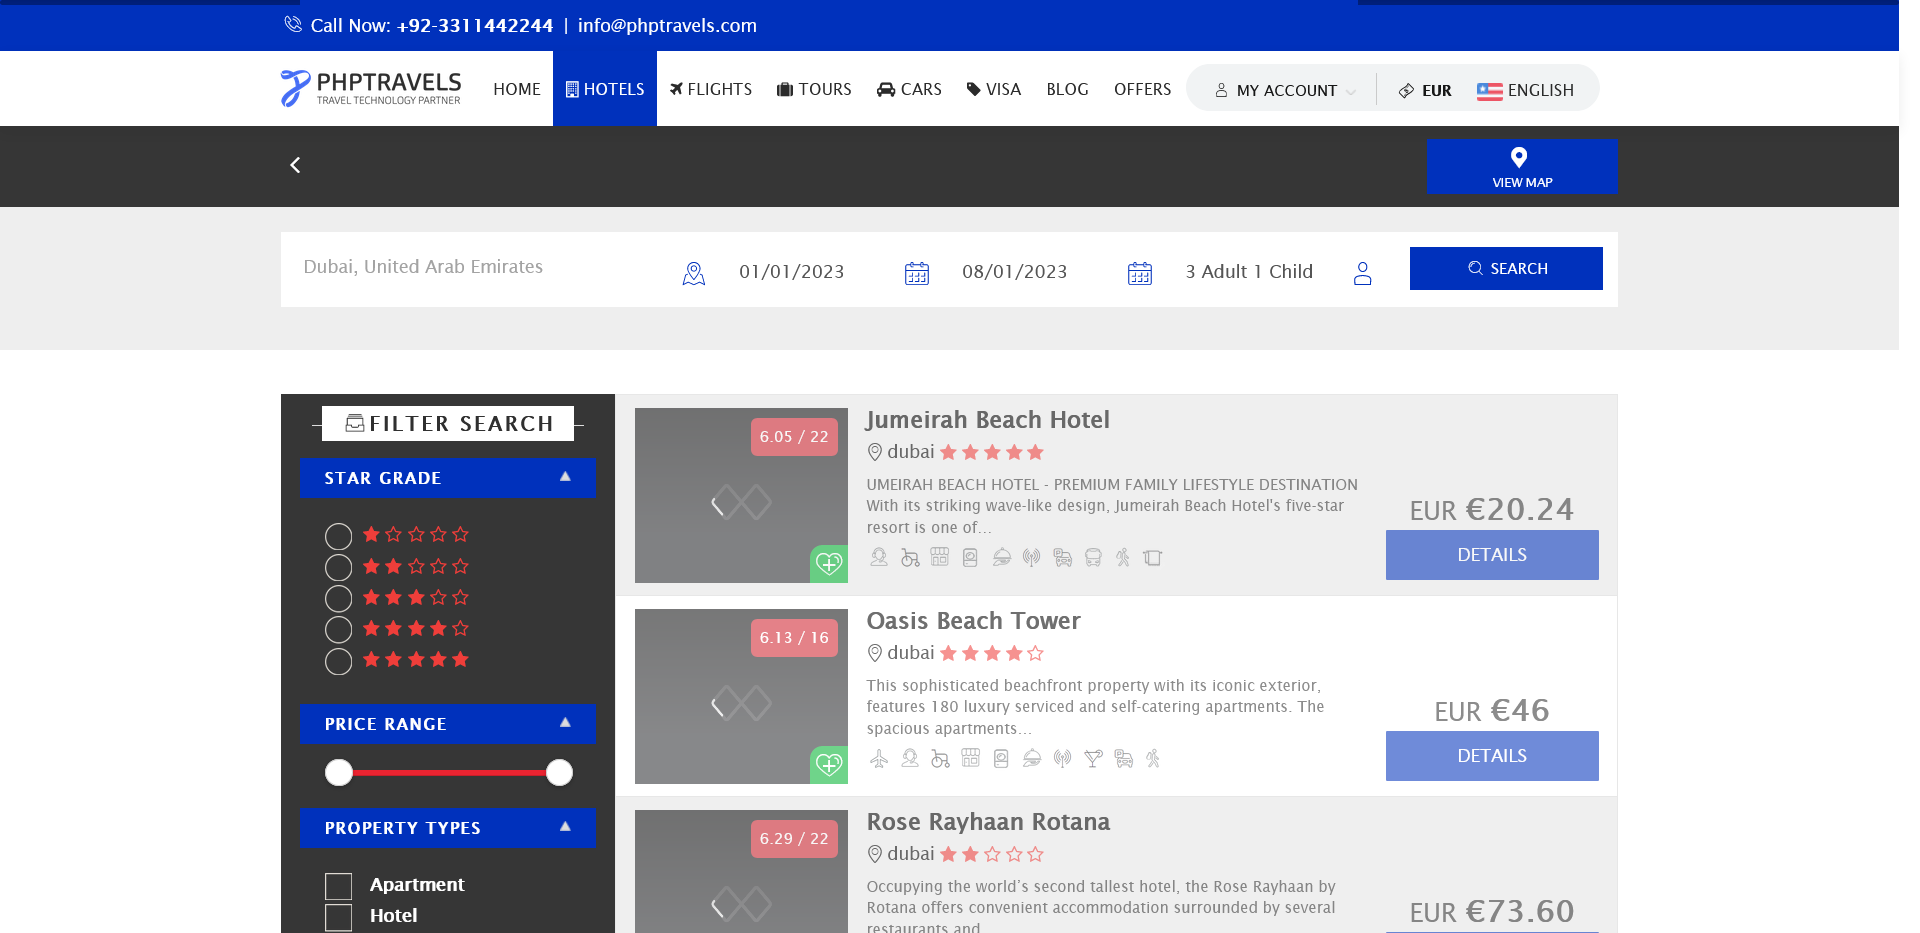 Call Now: +92-3311442244 | info@phptravels.com
PHPTRAVELS
TRAVEL TECHNOLOGY PARTNER
HOME HOTELS FLIGHTS TOURS CARS VISA BLOG OFFERS MY ACCOUNT EUR ENGLISH
VIEW MAP
Dubai, United Arab Emirates 01/01/2023 08/01/2023 3 Adult 1 Child SEARCH
FILTER SEARCH
STAR GRADE
PRICE RANGE
PROPERTY TYPES
Apartment
Hotel
6.05 / 22
Jumeirah Beach Hotel
dubai
UMEIRAH BEACH HOTEL - PREMIUM FAMILY LIFESTYLE DESTINATION
With its striking wave-like design, Jumeirah Beach Hotel's five-star
resort is one of...
EUR €20.24
DETAILS
6.13 / 16
Oasis Beach Tower
dubai
This sophisticated beachfront property with its iconic exterior,
features 180 luxury serviced and self-catering apartments. The
spacious apartments...
EUR €46
DETAILS
6.29 / 22
Rose Rayhaan Rotana
dubai
Occupying the world’s second tallest hotel, the Rose Rayhaan by
Rotana offers convenient accommodation surrounded by several
restaurants and
EUR €73.60